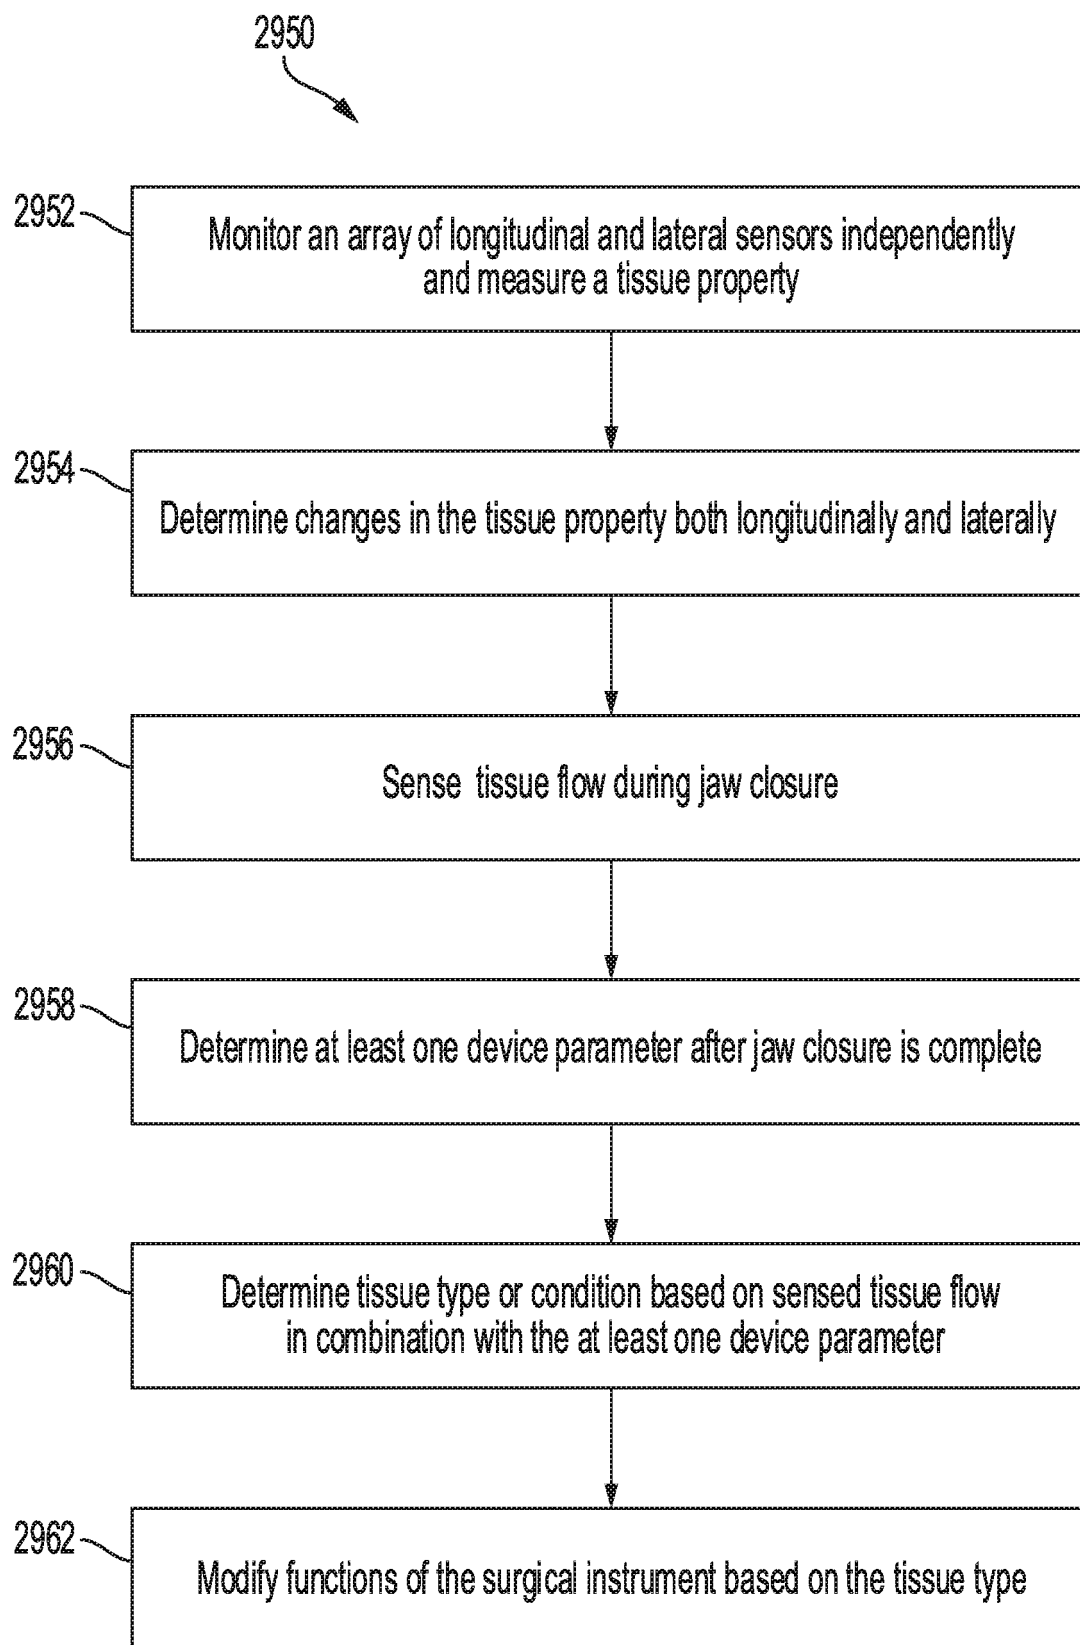 2950
2952
Monitor an array of longitudinal and lateral sensors independently
and measure a tissue property
2954
Determine changes in the tissue property both longitudinally and laterally
2956
Sense tissue flow during jaw closure
2958
Determine at least one device parameter after jaw closure is complete
2960
Determine tissue type or condition based on sensed tissue flow
in combination with the at least one device parameter
2962
Modify functions of the surgical instrument based on the tissue type